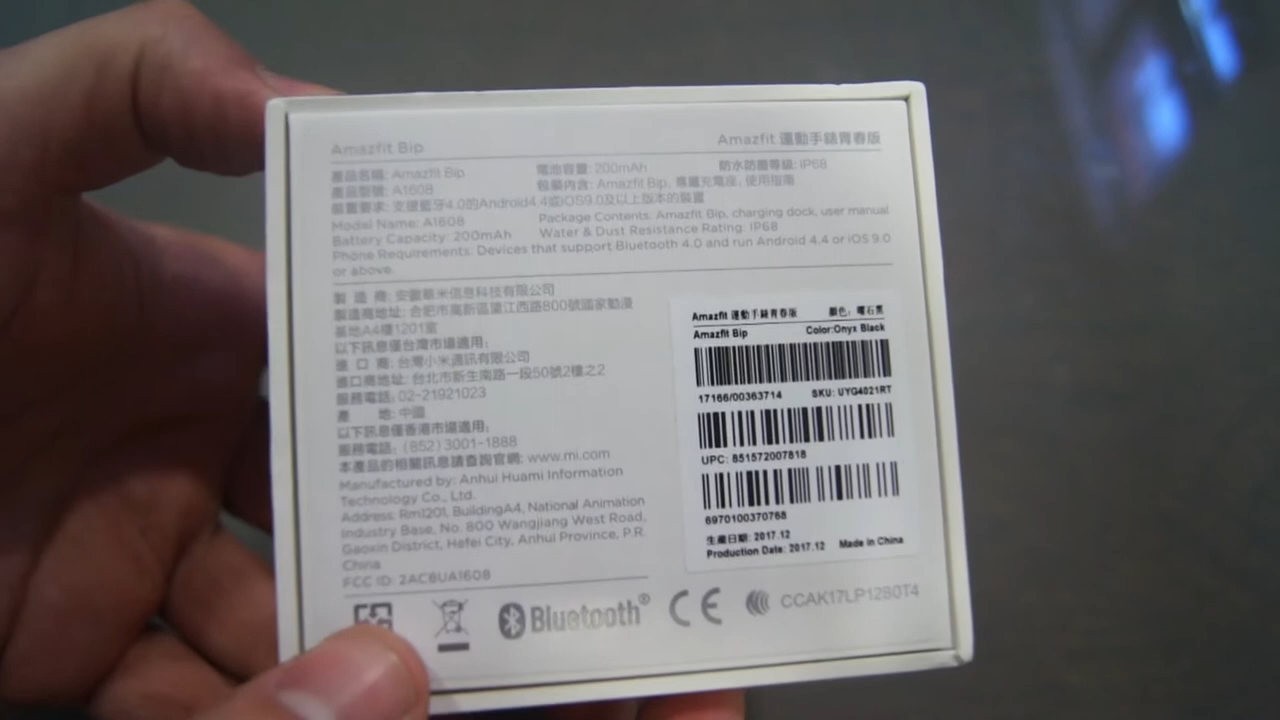 Amazfit Bip
Amazfit 運動手錶青春版
產品名稱: Amazfit Bip
電池容量: 200mAh
防水防塵等級: IP68
產品型號: A1608
包裝內含: Amazfit Bip, 專屬充電座, 使用指南
裝置要求: 支援藍牙4.0的Android4.4或iOS9.0及以上版本的裝置
Model Name: A1608
Package Contents: Amazfit Bip, charging dock, user manual
Battery Capacity: 200mAh
Water & Dust Resistance Rating: IP68
Phone Requirements: Devices that support Bluetooth 4.0 and run Android 4.4 or iOS 9.0
or above.
製 造 商: 安徽華米信息科技有限公司
製造商地址: 合肥市高新區望江西路800號國家動漫
基地A4樓1201室
以下訊息僅台灣市場適用:
進 口 商: 台灣小米通訊有限公司
進口商地址: 台北市新生南路一段50號2樓之2
服務電話: 02-21921023
產 地: 中國
以下訊息僅香港市場適用:
服務電話: (852)3001-1888
本產品的相關訊息請查詢官網: www.mi.com
Manufactured by: Anhui Huami Information
Technology Co., Ltd.
Address: Rm1201, BuildingA4, National Animation
Industry Base, No. 800 Wangjiang West Road,
Gaoxin District, Hefei City, Anhui Province, P.R.
China
FCC ID: 2AC8UA1608
Amazfit 運動手錶青春版 顏色: 曜石黑
Amazfit Bip Color:Onyx Black
17166/00363714 SKU: UYG4021RT
UPC: 851572007818
6970100370768
生產日期: 2017.12
Production Date: 2017.12 Made in China
Bluetooth®
CE
CCAK17LP1280T4